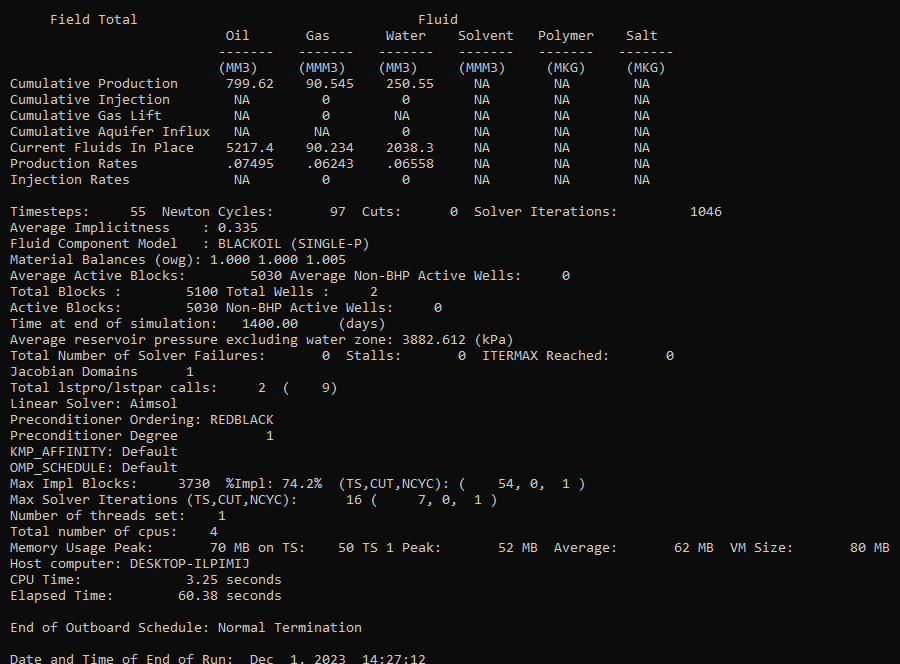 Field Total                                   Fluid
                           Oil       Gas       Water    Solvent   Polymer    Salt
                          -------   -------   -------   -------   -------   -------
                          (MM3)     (MMM3)    (MM3)     (MMM3)     (MKG)     (MKG)
Cumulative Production      799.62    90.545    250.55     NA        NA        NA
Cumulative Injection        NA         0         0        NA        NA        NA
Cumulative Gas Lift         NA         0        NA        NA        NA        NA
Cumulative Aquifer Influx   NA        NA         0        NA        NA        NA
Current Fluids In Place    5217.4    90.234    2038.3     NA        NA        NA
Production Rates           .07495    .06243    .06558     NA        NA        NA
Injection Rates             NA         0         0        NA        NA        NA
Timesteps:     55  Newton Cycles:       97  Cuts:      0  Solver Iterations:         1046
Average Implicitness    : 0.335
Fluid Component Model   : BLACKOIL (SINGLE-P)
Material Balances (owg): 1.000 1.000 1.005
Average Active Blocks:        5030 Average Non-BHP Active Wells:     0
Total Blocks :        5100 Total Wells :     2
Active Blocks:        5030 Non-BHP Active Wells:     0
Time at end of simulation:   1400.00     (days)
Average reservoir pressure excluding water zone: 3882.612 (kPa)
Total Number of Solver Failures:       0  Stalls:       0  ITERMAX Reached:       0
Jacobian Domains      1
Total lstpro/lstpar calls:     2  (    9)
Linear Solver: Aimsol
Preconditioner Ordering: REDBLACK
Preconditioner Degree           1
KMP_AFFINITY: Default
OMP_SCHEDULE: Default
Max Impl Blocks:     3730  %Impl: 74.2%  (TS,CUT,NCYC): (    54, 0,  1 )
Max Solver Iterations (TS,CUT,NCYC):      16 (     7, 0,  1 )
Number of threads set:    1
Total number of cpus:    4
Memory Usage Peak:       70 MB on TS:    50 TS 1 Peak:       52 MB  Average:       62 MB  VM Size:       80 MB
Host computer: DESKTOP-ILPIMIJ
CPU Time:             3.25 seconds
Elapsed Time:        60.38 seconds
End of Outboard Schedule: Normal Termination
Date and Time of End of Run:  Dec  1, 2023  14:27:12